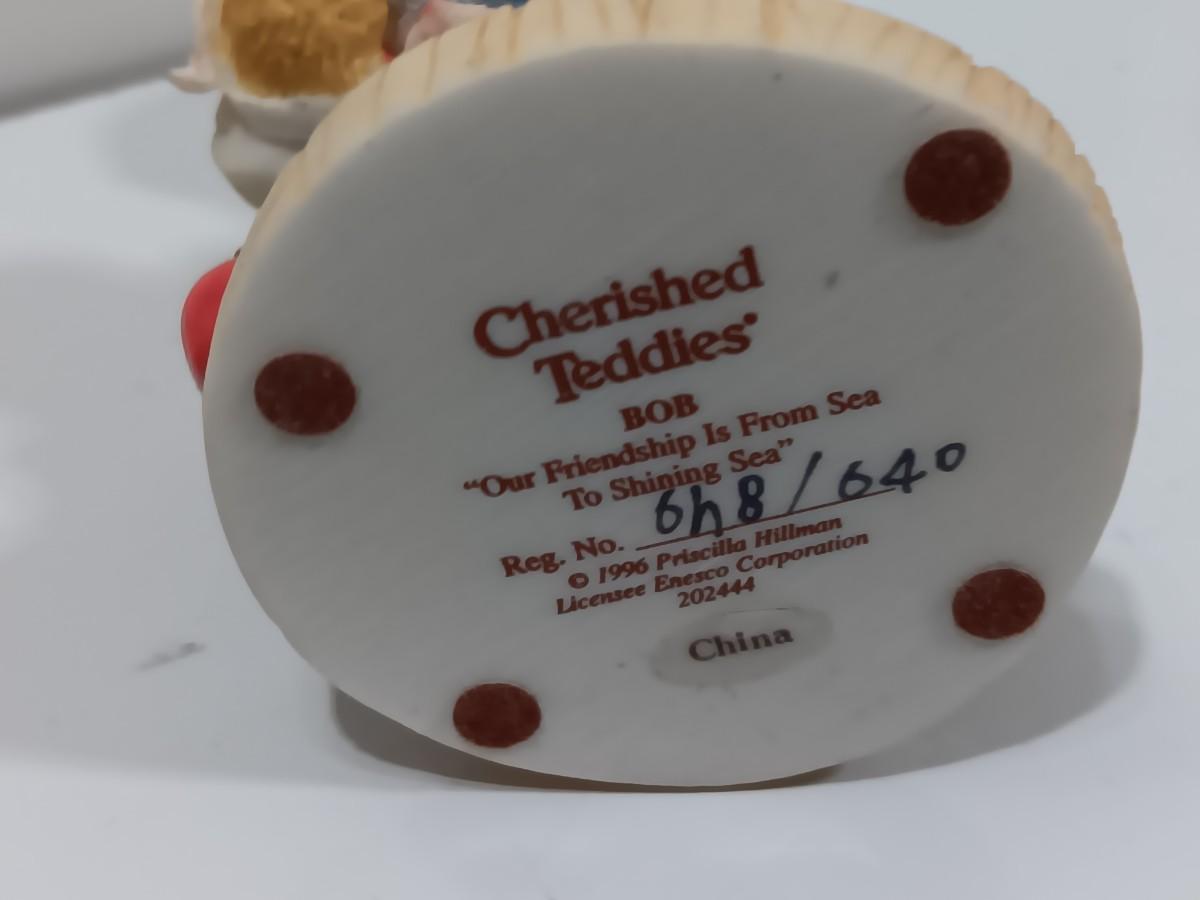 Cherished
Teddies®
BOB
“Our Friendship Is From Sea
To Shining Sea”
Reg. No. 6h8/640
© 1996 Priscilla Hillman
Licensee Enesco Corporation
202444
China